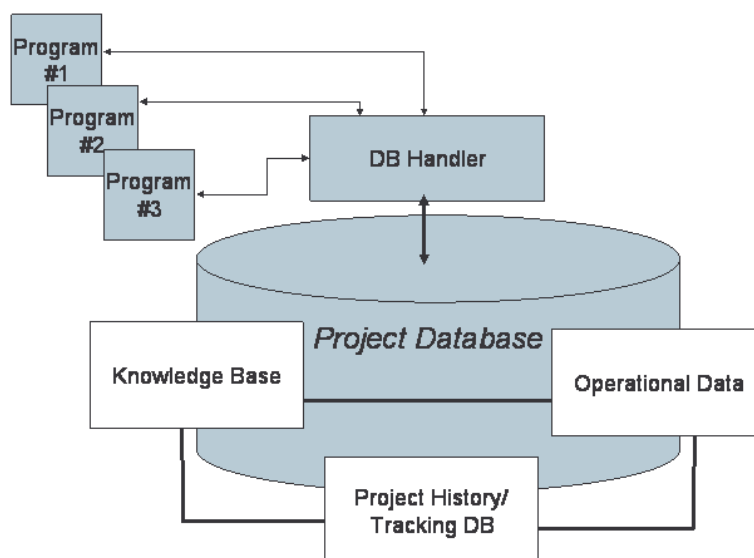 Program
#1
Program
#2
Program
#3
DB Handler
Project Database
Knowledge Base
Operational Data
Project History/
Tracking DB